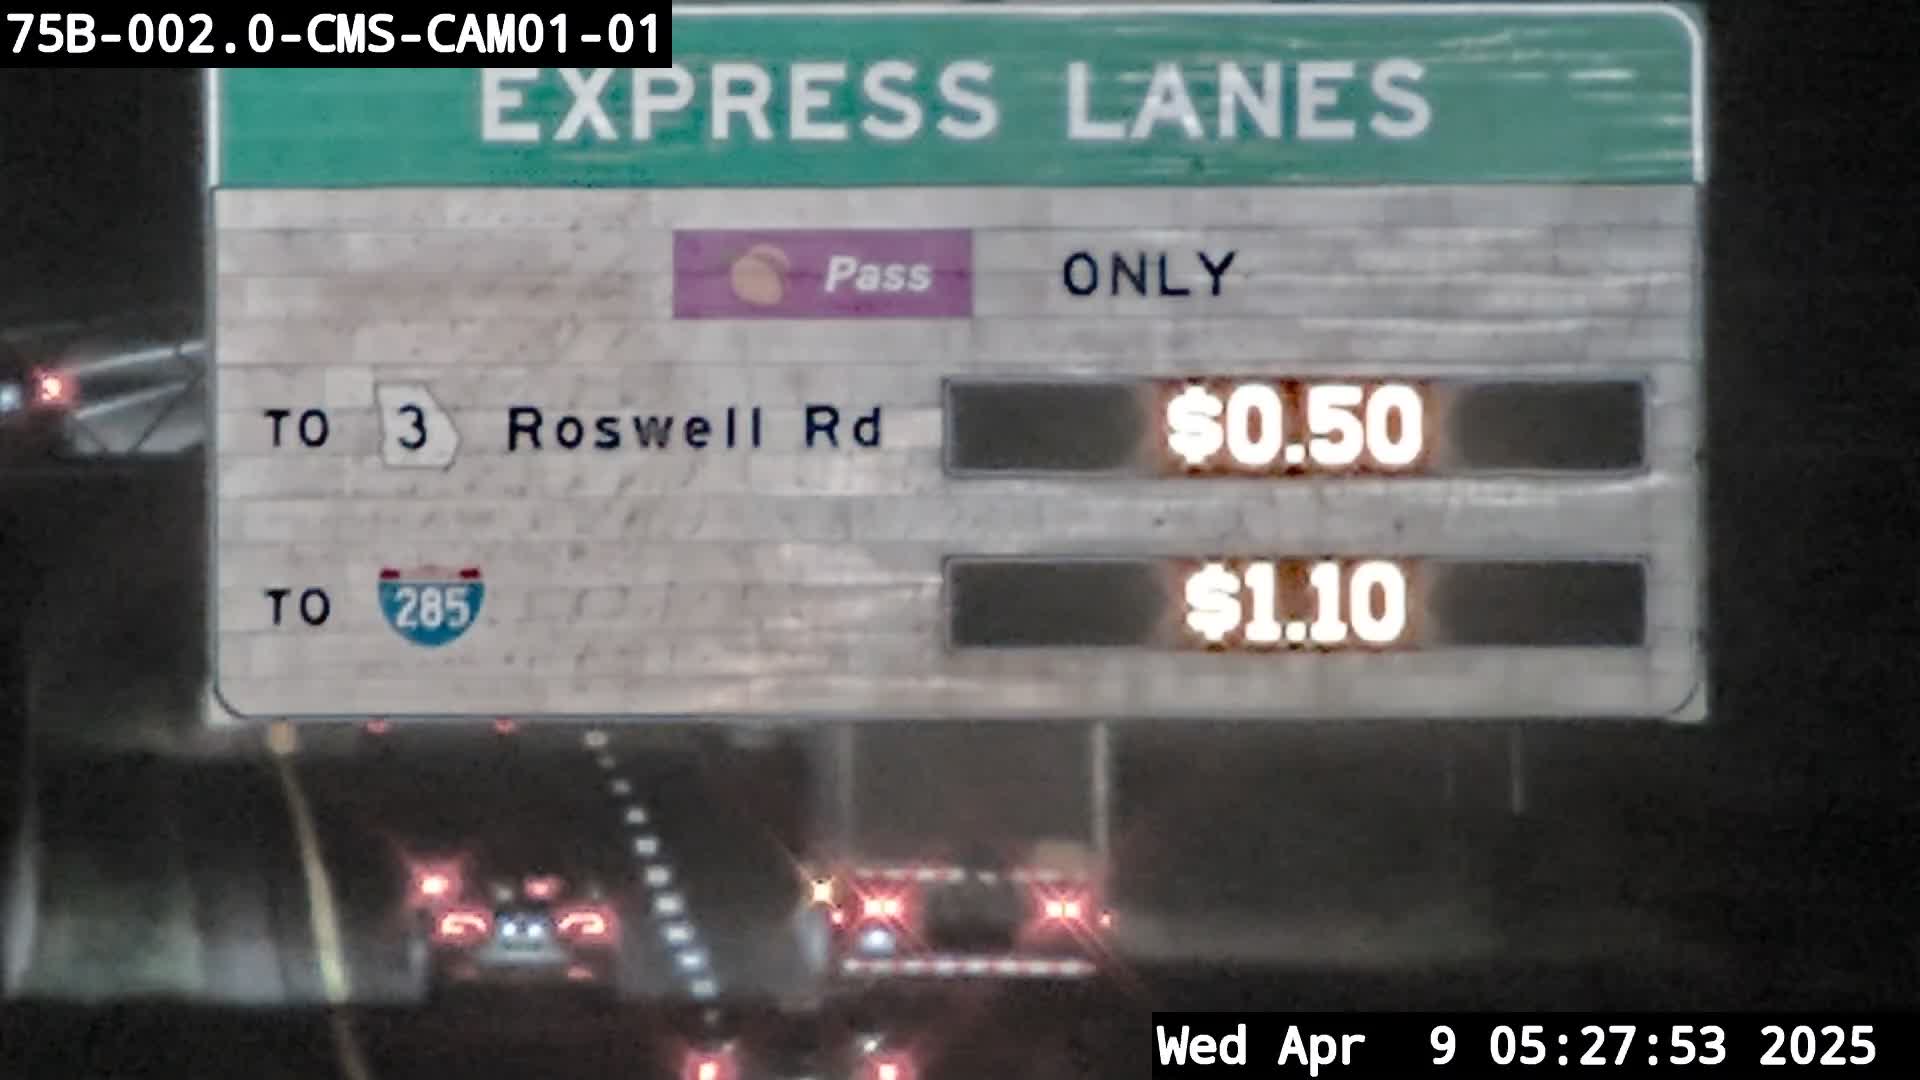 75B-002.0-CMS-CAM01-01
EXPRESS LANES
Pass ONLY
TO 3 Roswell Rd $0.50
TO 285 $1.10
Wed Apr 9 05:27:53 2025